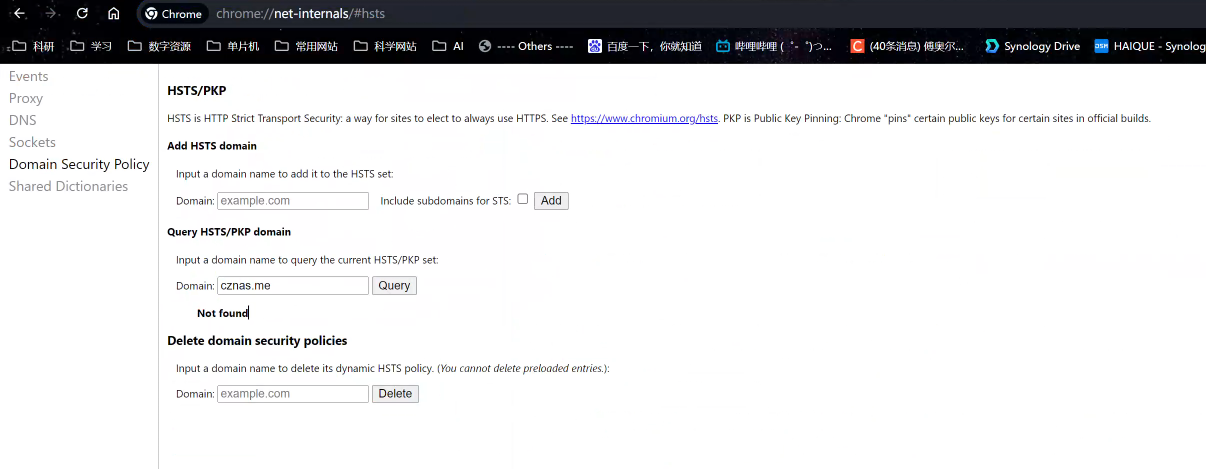 Chrome chrome://net-internals/#hsts
科研 学习 数字资源 单片机 常用网站 科学网站 AI ---- Others ---- 百度一下，你就知道 哔哩哔哩 (゜-゜)つ... C (40条消息) 傅奥尔... Synology Drive DSM HAIQUE - Synolog
Events
Proxy
DNS
Sockets
Domain Security Policy
Shared Dictionaries
HSTS/PKP
HSTS is HTTP Strict Transport Security: a way for sites to elect to always use HTTPS. See https://www.chromium.org/hsts. PKP is Public Key Pinning: Chrome "pins" certain public keys for certain sites in official builds.
Add HSTS domain
Input a domain name to add it to the HSTS set:
Domain: example.com Include subdomains for STS: Add
Query HSTS/PKP domain
Input a domain name to query the current HSTS/PKP set:
Domain: cznas.me Query
Not found
Delete domain security policies
Input a domain name to delete its dynamic HSTS policy. (You cannot delete preloaded entries.):
Domain: example.com Delete